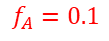 f_A = 0.1